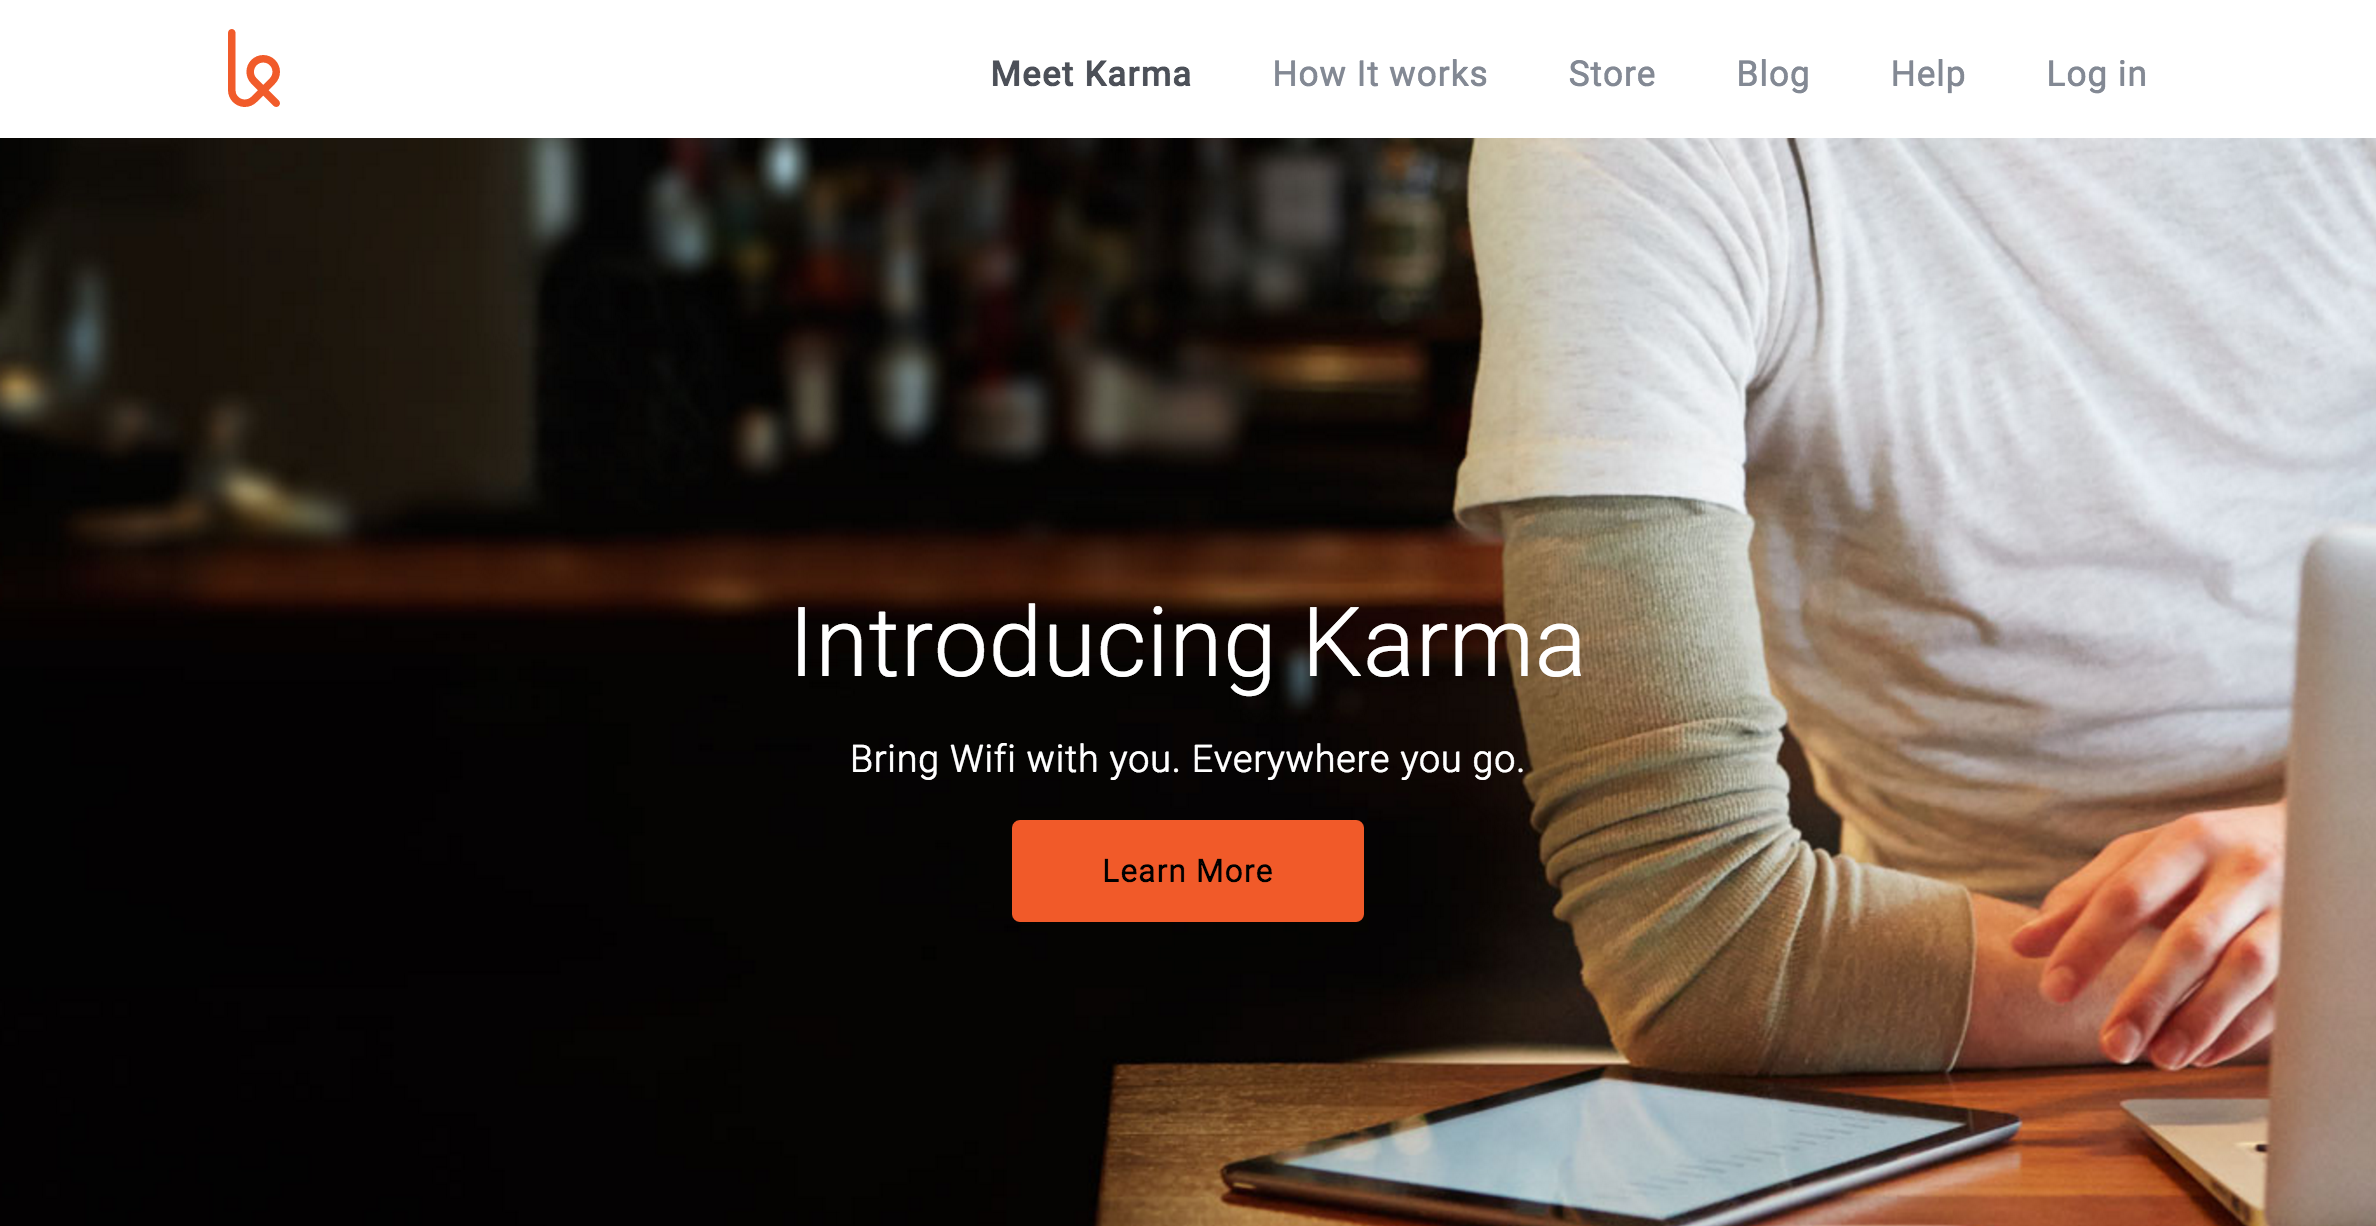 Meet Karma How It works Store Blog Help Log in
Introducing Karma
Bring Wifi with you. Everywhere you go.
Learn More